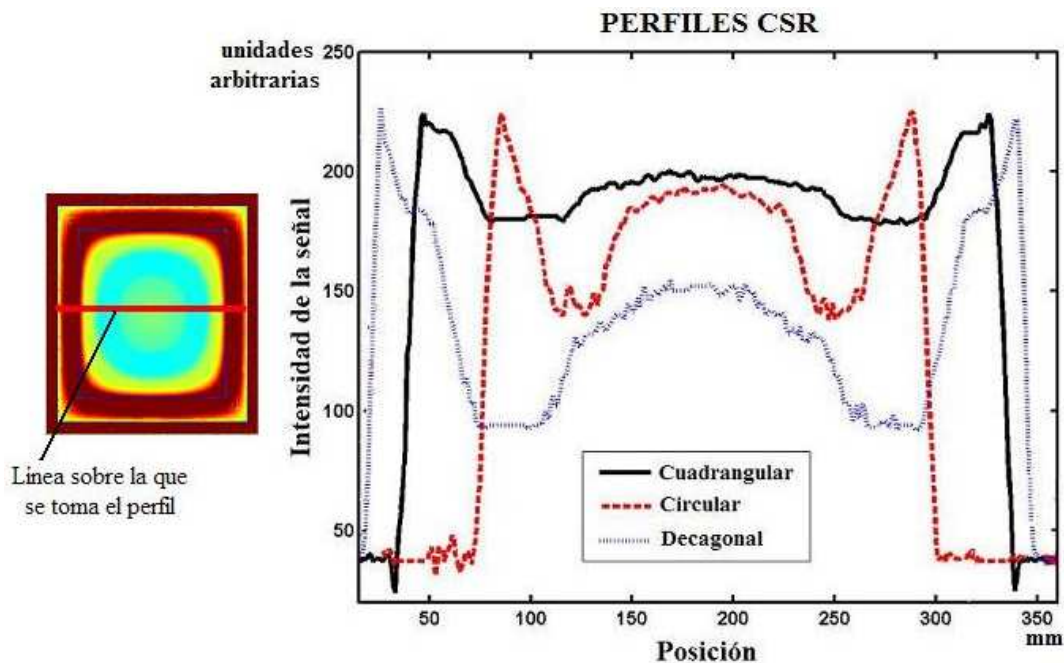 PERFILES CSR
unidades
arbitrarias
250
200
150
100
50
Intensidad de la señal
Línea sobre la que
se toma el perfil
Cuadrangular
Circular
Decagonal
50
100
150
200
250
300
350
mm
Posición